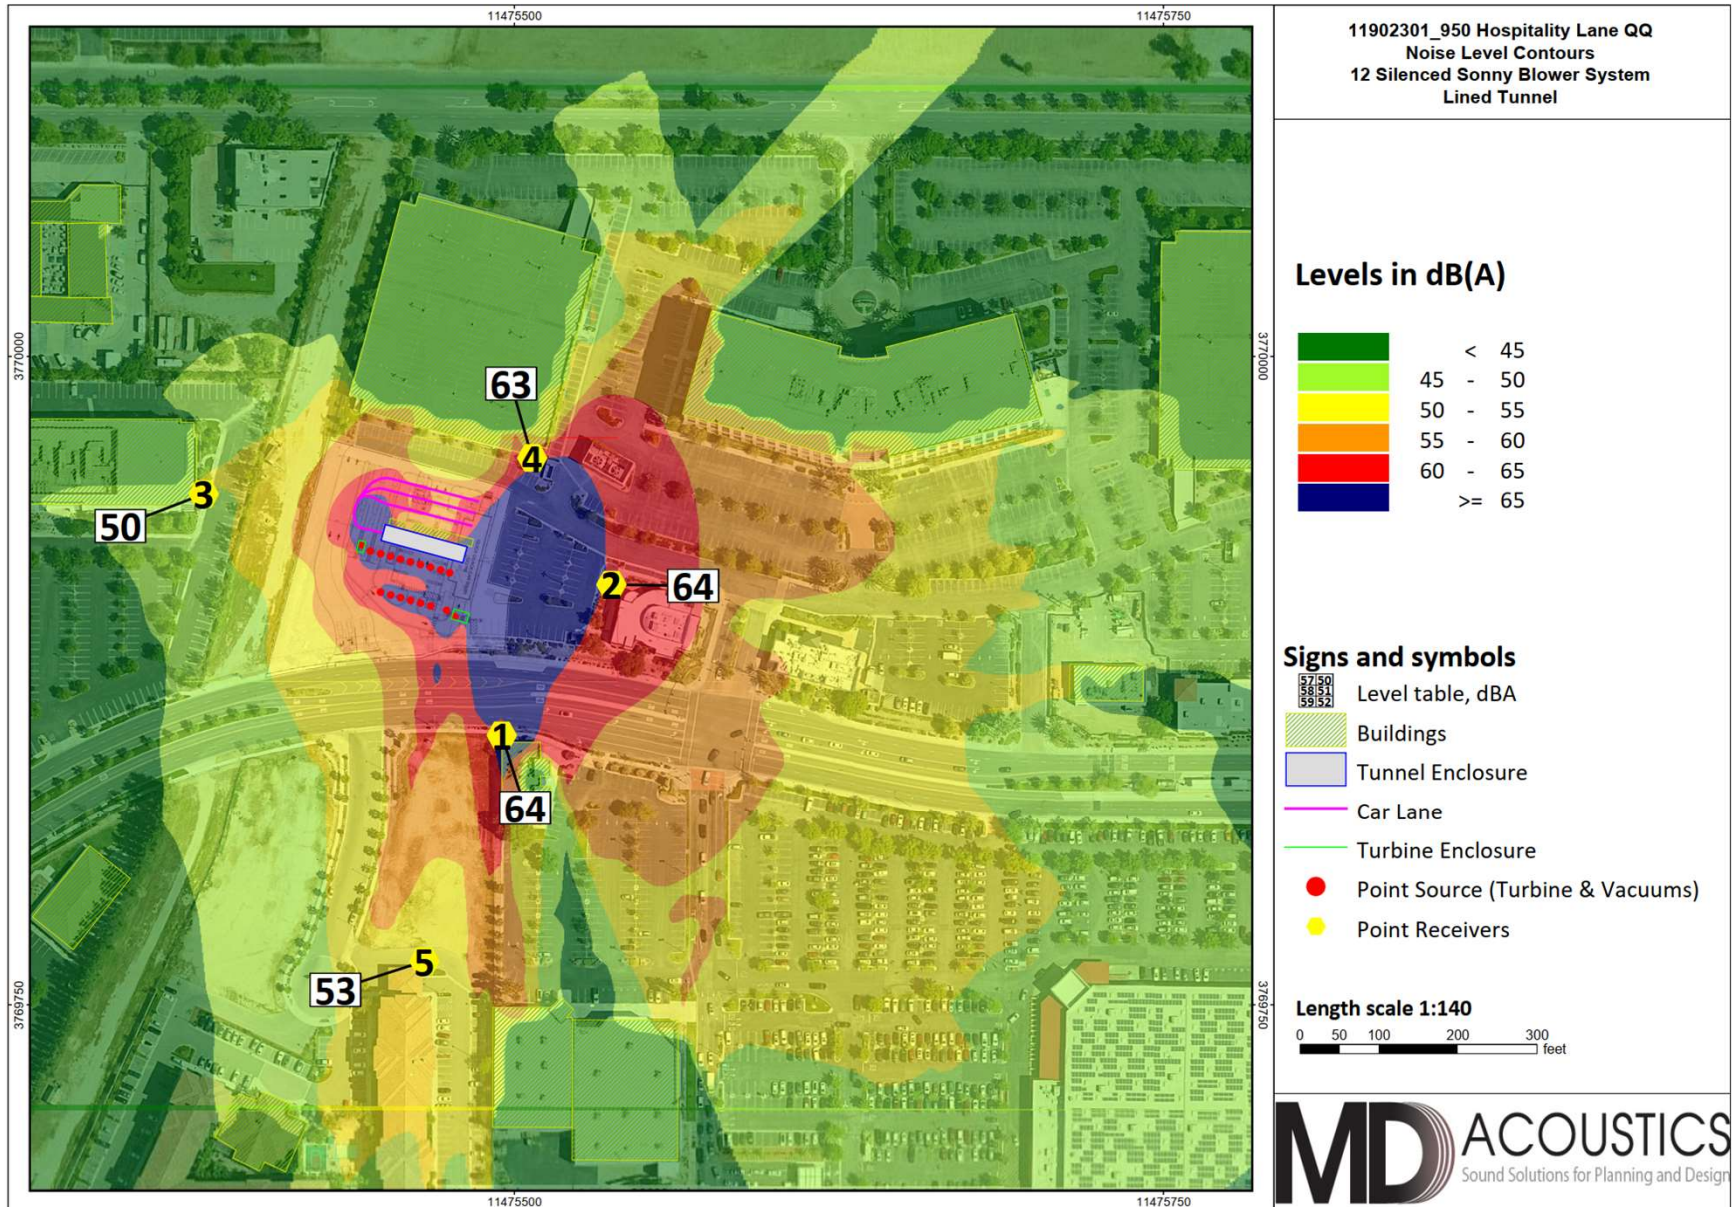 11475500
11475750
3770000
3770000
3769750
3769750
11475500
11475750
63
4
3
50
2
64
1
64
5
53
11902301_950 Hospitality Lane QQ
Noise Level Contours
12 Silenced Sonny Blower System
Lined Tunnel
Levels in dB(A)
< 45
45 - 50
50 - 55
55 - 60
60 - 65
>= 65
Signs and symbols
57 50
58 51
59 52
Level table, dBA
Buildings
Tunnel Enclosure
Car Lane
Turbine Enclosure
Point Source (Turbine & Vacuums)
Point Receivers
Length scale 1:140
0 50 100 200 300
feet
MD ACOUSTICS
Sound Solutions for Planning and Design